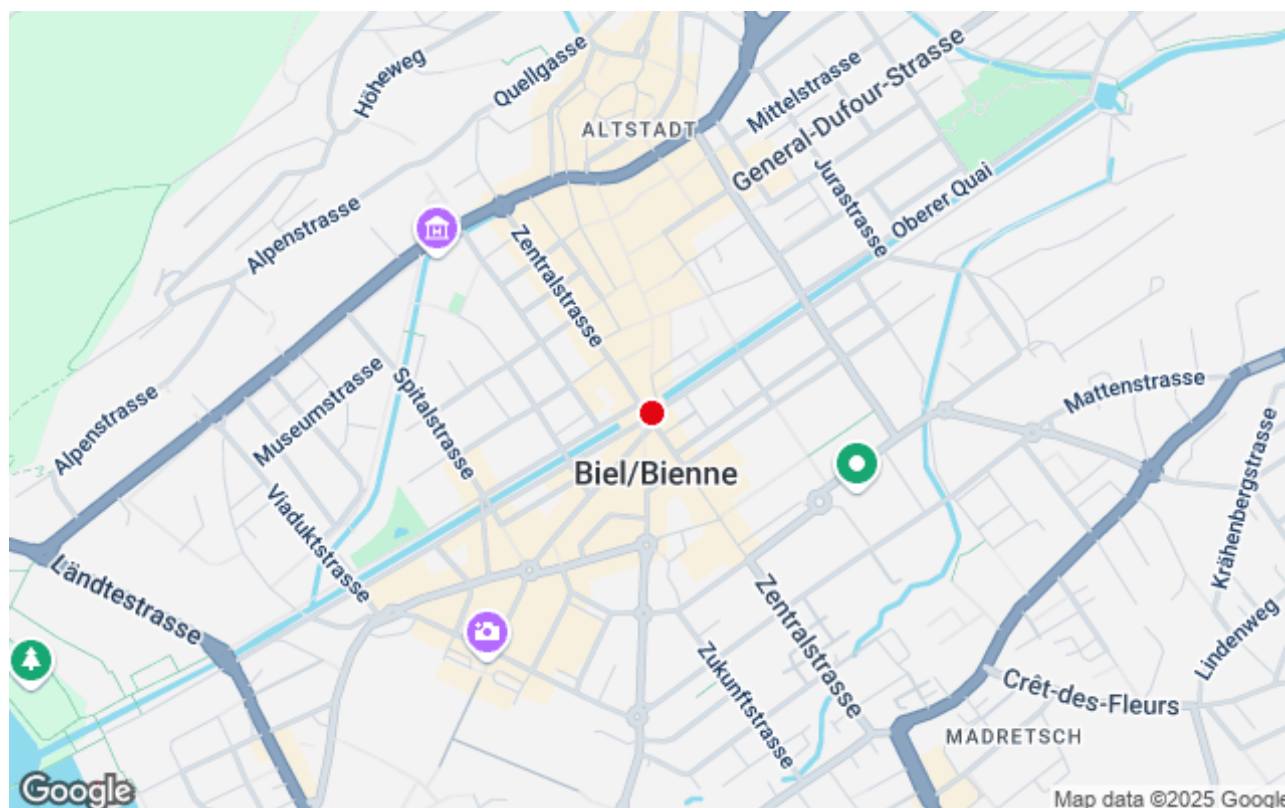 Höheweg
Quellgasse
Mittelstrasse
General-Dufour-Strasse
ALTSTADT
Jurastrasse
Oberer Quai
Alpenstrasse
Zentralstrasse
Museumstrasse
Spitalstrasse
Mattenstrasse
Alpenstrasse
Biel/Bienne
Viaduktstrasse
Krähenbergstrasse
Ländtestrasse
Zentralstrasse
Lindenweg
Zukunftstrasse
Crêt-des-Fleurs
MADRETSCH
Google
Map data ©2025 Google